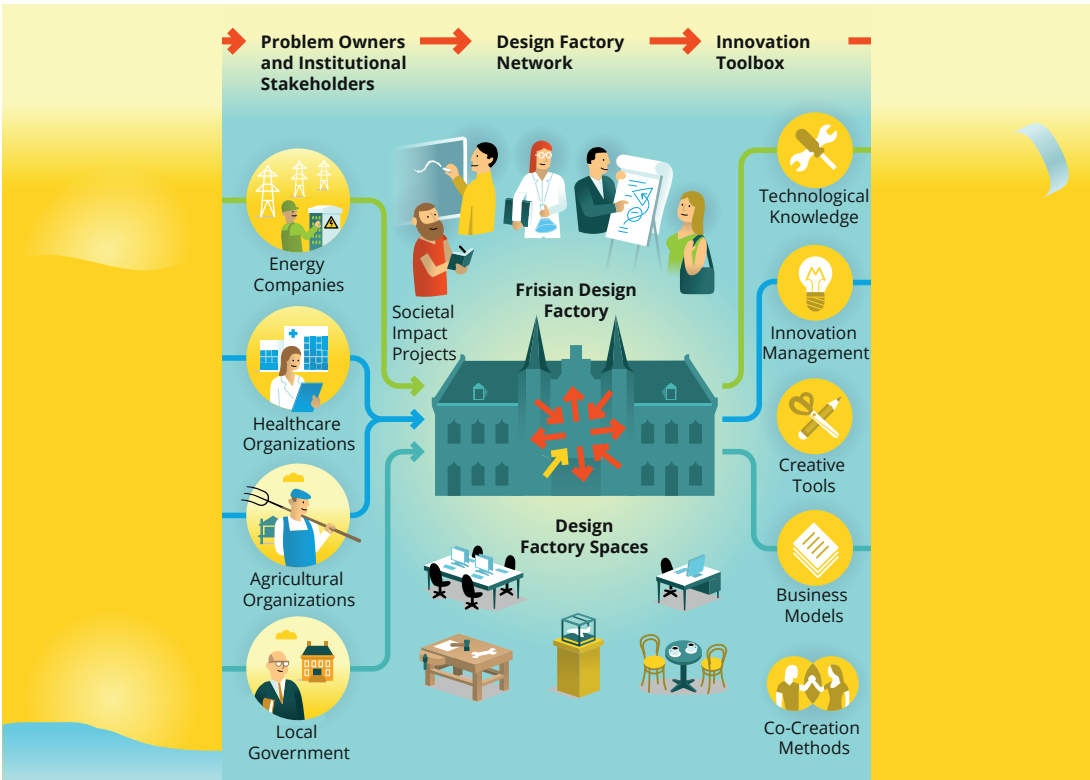 Problem Owners
and Institutional
Stakeholders
Design Factory
Network
Innovation
Toolbox
Energy
Companies
Healthcare
Organizations
Agricultural
Organizations
Local
Government
Societal
Impact
Projects
Frisian Design
Factory
Design
Factory Spaces
Technological
Knowledge
Innovation
Management
Creative
Tools
Business
Models
Co-Creation
Methods